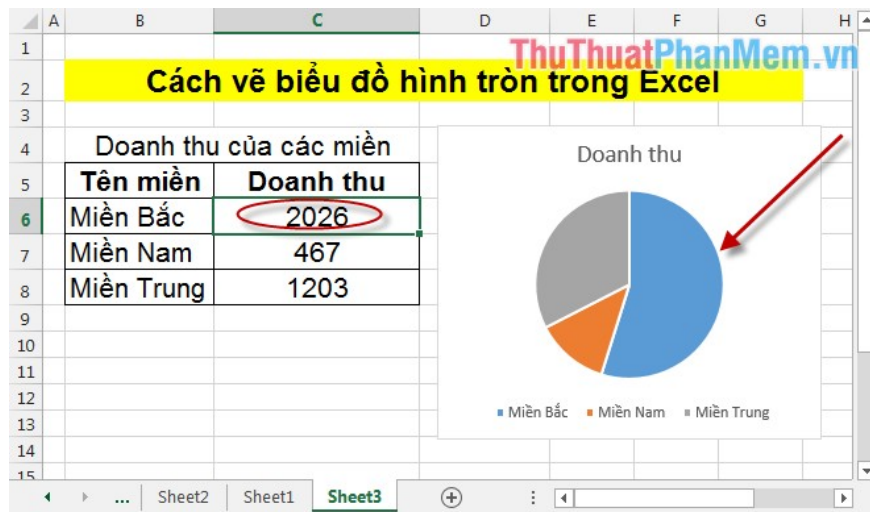 A B C D E F G H
ThuThuatPhanMem.vn
1
2 Cách vẽ biểu đồ hình tròn trong Excel
3
4 Doanh thu của các miền
5 Tên miền Doanh thu
6 Miền Bắc 2026
7 Miền Nam 467
8 Miền Trung 1203
9
10
11
12
13
14
15
Doanh thu
Miền Bắc Miền Nam Miền Trung
... Sheet2 Sheet1 Sheet3